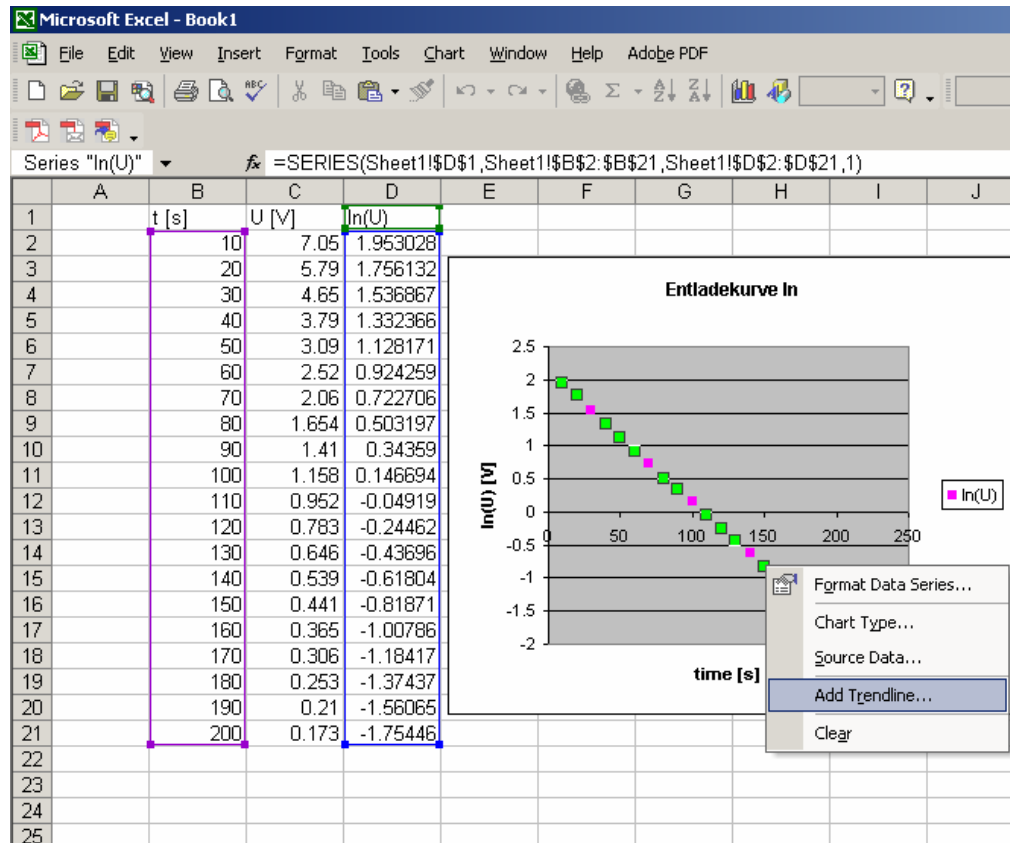 Microsoft Excel - Book1
File Edit View Insert Format Tools Chart Window Help Adobe PDF
Series "ln(U)" fx =SERIES(Sheet1!$D$1,Sheet1!$B$2:$B$21,Sheet1!$D$2:$D$21,1)
A B C D E F G H I J
1 t [s] U [V] ln(U)
2 10 7.05 1.953028
3 20 5.79 1.756132
4 30 4.65 1.536867
5 40 3.79 1.332366
6 50 3.09 1.128171
7 60 2.52 0.924259
8 70 2.06 0.722706
9 80 1.654 0.503197
10 90 1.41 0.34359
11 100 1.158 0.146694
12 110 0.952 -0.04919
13 120 0.783 -0.24462
14 130 0.646 -0.43696
15 140 0.539 -0.61804
16 150 0.441 -0.81871
17 160 0.365 -1.00786
18 170 0.306 -1.18417
19 180 0.253 -1.37437
20 190 0.21 -1.56065
21 200 0.173 -1.75446
22
23
24
25
Entladekurve ln
2.5
2
1.5
1
0.5
0
-0.5
-1
-1.5
-2
ln(U) [V]
0 50 100 150 200 250
time [s]
ln(U)
Format Data Series...
Chart Type...
Source Data...
Add Trendline...
Clear